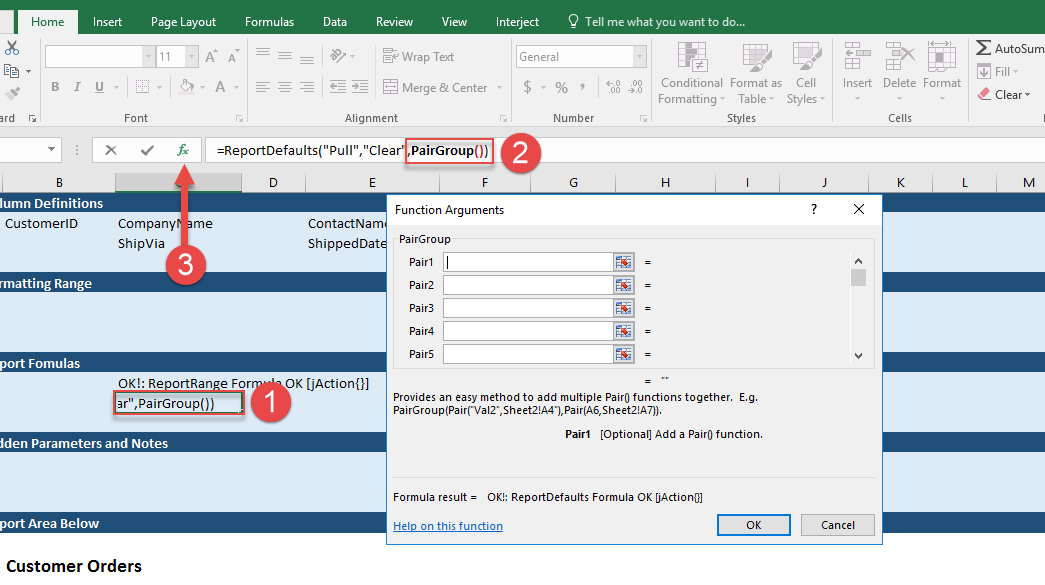 Home Insert Page Layout Formulas Data Review View Interject Tell me what you want to do...
11 A A Wrap Text General Conditional Formatting Format as Table Cell Styles Insert Delete Format AutoSum
Fill
B I U A Merge & Center $ % , .0 .00 .00 .0 Clear
ard Font Alignment Number Styles Cells
fx =ReportDefaults("Pull","Clear",PairGroup()) 2
B C D E F G H I J K L M
lumn Definitions
CustomerID CompanyName ContactName
ShipVia ShippedDate
3
rmatting Range
port Fomulas
OK!: ReportRange Formula OK [jAction{}]
ar",PairGroup()) 1
dden Parameters and Notes
port Area Below
Customer Orders
Function Arguments ?
PairGroup
Pair1 =
Pair2 =
Pair3 =
Pair4 =
Pair5 =
= ""
Provides an easy method to add multiple Pair() functions together. E.g.
PairGroup(Pair("Val2",Sheet2!A4"),Pair(A6,Sheet2!A7)).
Pair1 [Optional] Add a Pair() function.
Formula result = OK!: ReportDefaults Formula OK [jAction{}]
Help on this function OK Cancel